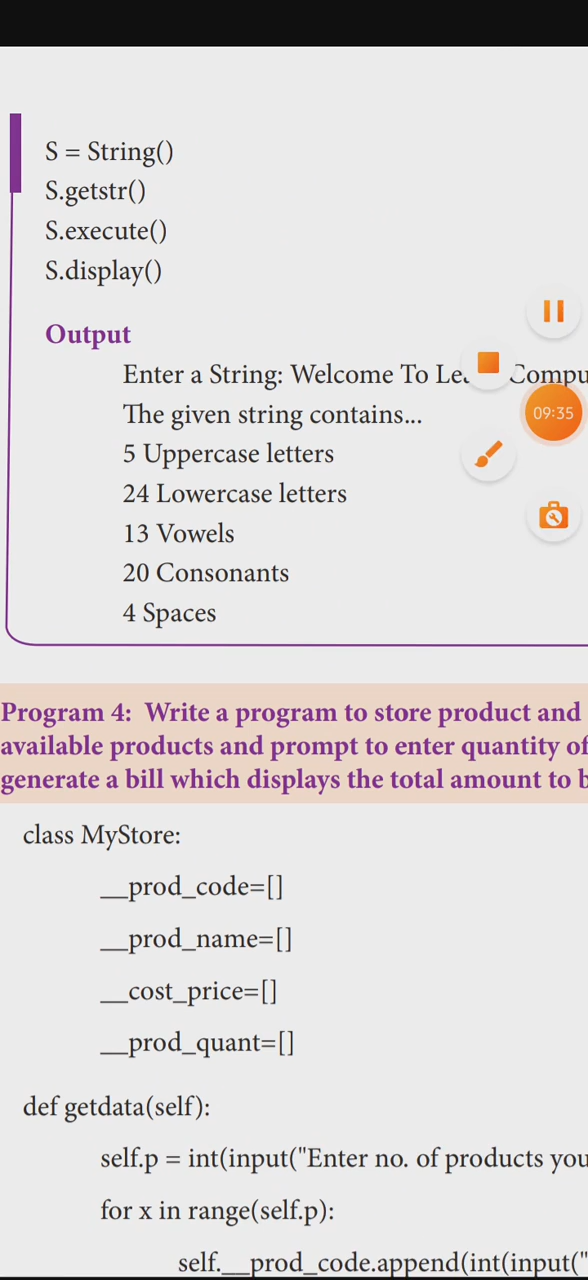 S = String()
S.getstr()
S.execute()
S.display()
Output
Enter a String: Welcome To
The given string contains...
09:35
5 Uppercase letters
24 Lowercase letters
13 Vowels
20 Consonants
4 Spaces
Program 4: Write a program to store product and
available products and prompt to enter quantity of
generate a bill which displays the total amount to
class MyStore:
__prod_code=[]
__prod_name=[]
__cost_price=[]
__prod_quant=[]
def getdata(self):
self.p = int(input("Enter no. of products you
for x in range(self.p):
self.__prod_code.append(int(input("